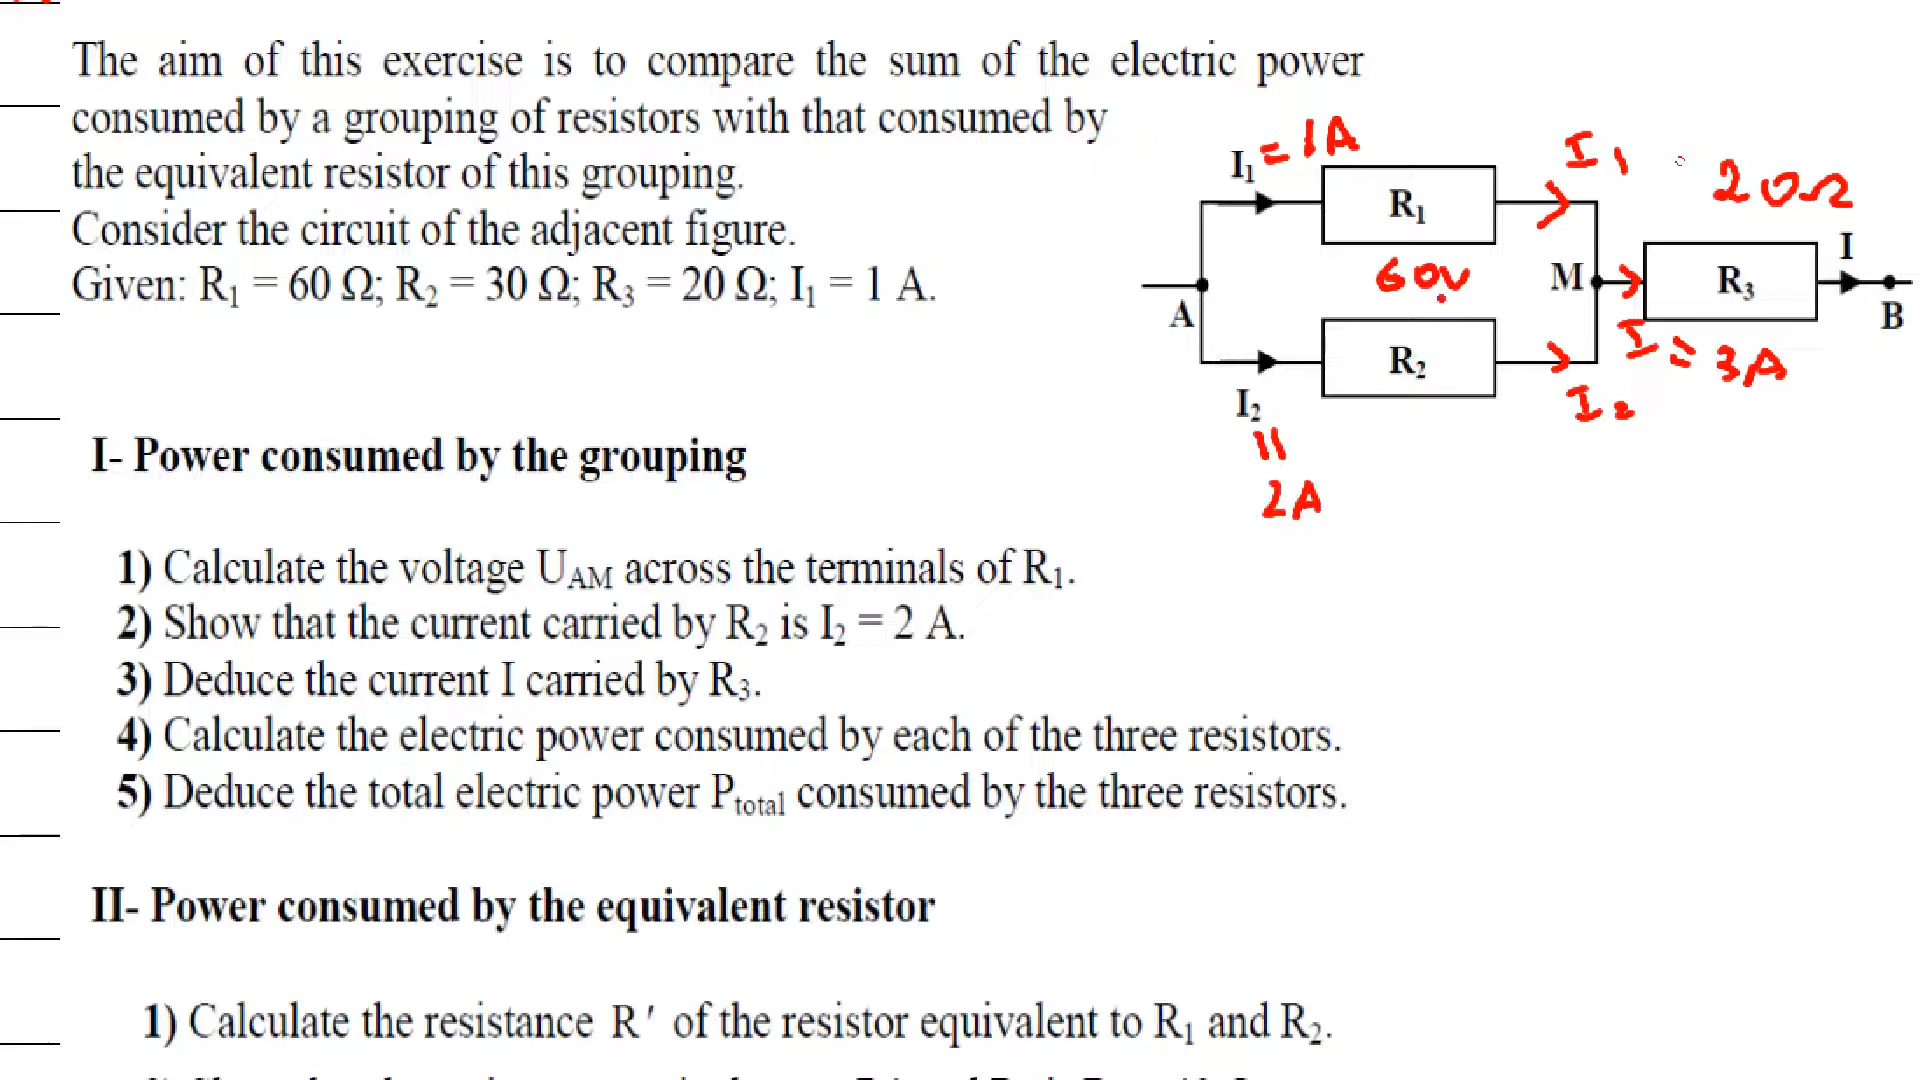 The aim of this exercise is to compare the sum of the electric power
consumed by a grouping of resistors with that consumed by
the equivalent resistor of this grouping.
Consider the circuit of the adjacent figure.
Given: R₁ = 60 Ω; R₂ = 30 Ω; R₃ = 20 Ω; I₁ = 1 A.
I₁ = 1A
I₁
20Ω
R₁
I
60V
M
R₃
A
B
I = 3A
R₂
I₂
I₂
||
2A
I- Power consumed by the grouping
1) Calculate the voltage U_AM across the terminals of R₁.
2) Show that the current carried by R₂ is I₂ = 2 A.
3) Deduce the current I carried by R₃.
4) Calculate the electric power consumed by each of the three resistors.
5) Deduce the total electric power P_total consumed by the three resistors.
II- Power consumed by the equivalent resistor
1) Calculate the resistance R′ of the resistor equivalent to R₁ and R₂.